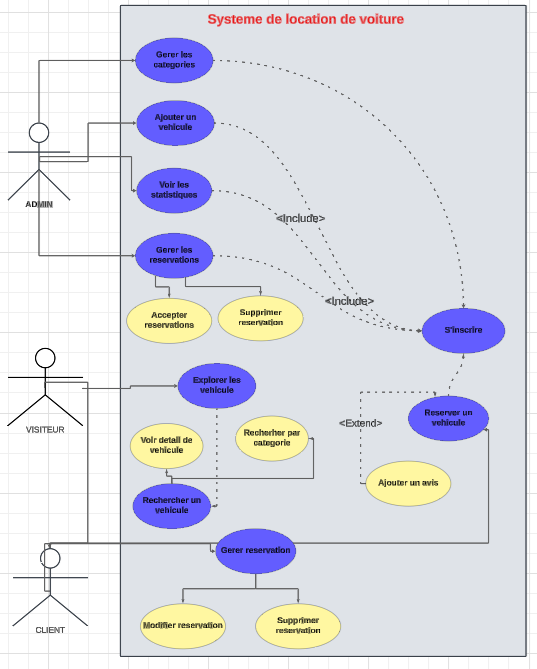 Systeme de location de voiture
Gerer les
categories
Ajouter un
vehicule
Voir les
statistiques
ADMIN
<Include>
Gerer les
reservations
<Include>
Accepter
reservations
Supprimer
reservation
S'inscrire
Explorer les
vehicule
VISITEUR
Reserver un
vehicule
<Extend>
Voir detail de
vehicule
Recherher par
categorie
Ajouter un avis
Rechercher un
vehicule
Gerer reservation
CLIENT
Modifier reservation
Supprimer
reservation